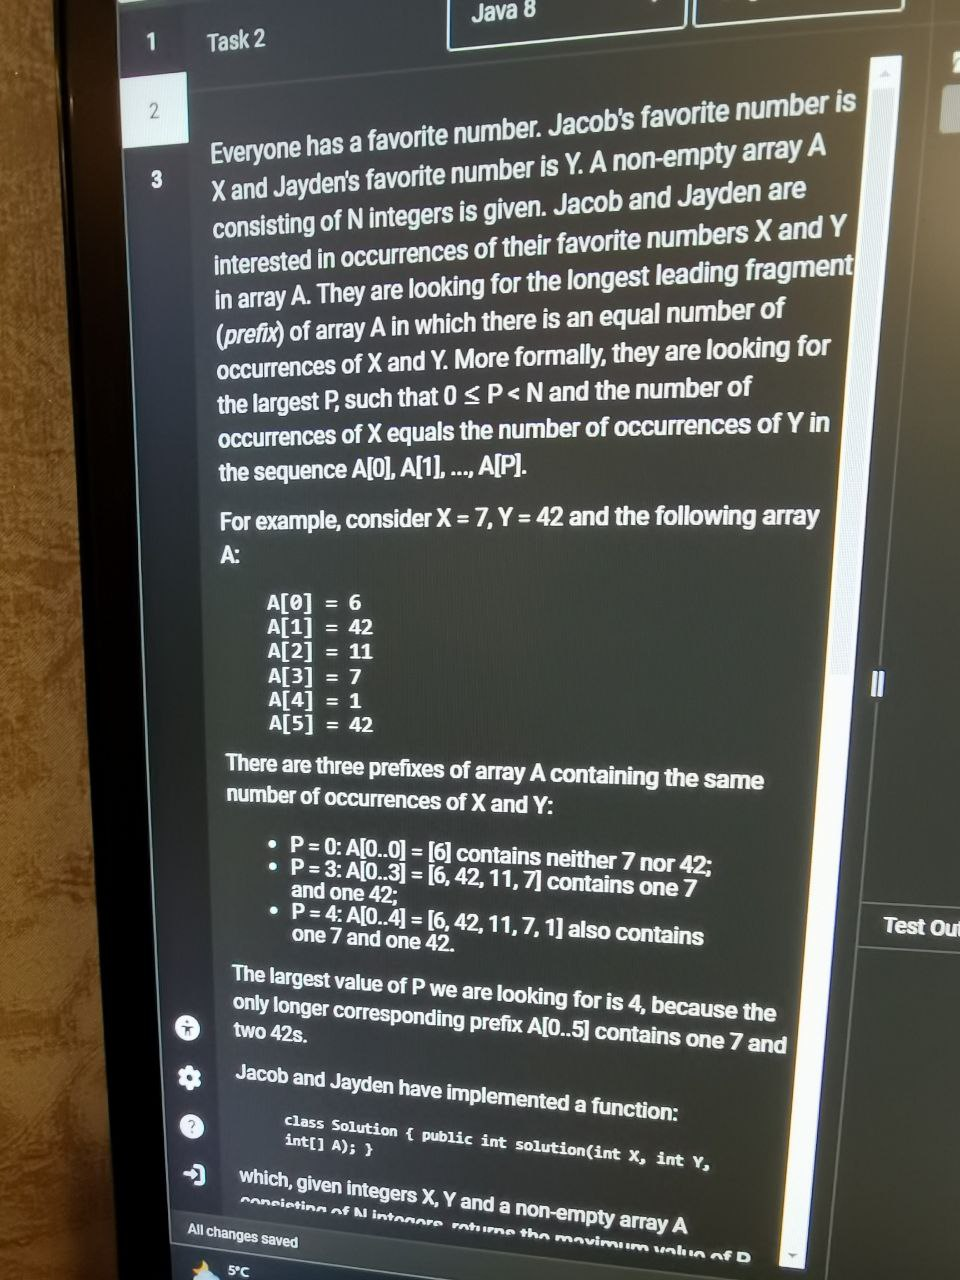 Java 8
1
Task 2
2
3
Everyone has a favorite number. Jacob's favorite number is
X and Jayden's favorite number is Y. A non-empty array A
consisting of N integers is given. Jacob and Jayden are
interested in occurrences of their favorite numbers X and Y
in array A. They are looking for the longest leading fragment
(prefix) of array A in which there is an equal number of
occurrences of X and Y. More formally, they are looking for
the largest P, such that 0 ≤ P < N and the number of
occurrences of X equals the number of occurrences of Y in
the sequence A[0], A[1], ..., A[P].
For example, consider X = 7, Y = 42 and the following array
A:
A[0] = 6
A[1] = 42
A[2] = 11
A[3] = 7
A[4] = 1
A[5] = 42
There are three prefixes of array A containing the same
number of occurrences of X and Y:
• P = 0: A[0..0] = [6] contains neither 7 nor 42;
• P = 3: A[0..3] = [6, 42, 11, 7] contains one 7
and one 42;
• P = 4: A[0..4] = [6, 42, 11, 7, 1] also contains
one 7 and one 42.
The largest value of P we are looking for is 4, because the
only longer corresponding prefix A[0..5] contains one 7 and
two 42s.
Jacob and Jayden have implemented a function:
class Solution { public int solution(int X, int Y,
int[] A); }
which, given integers X, Y and a non-empty array A
consisting of N integers, returns the maximum value of P
All changes saved
5°C
Test Out